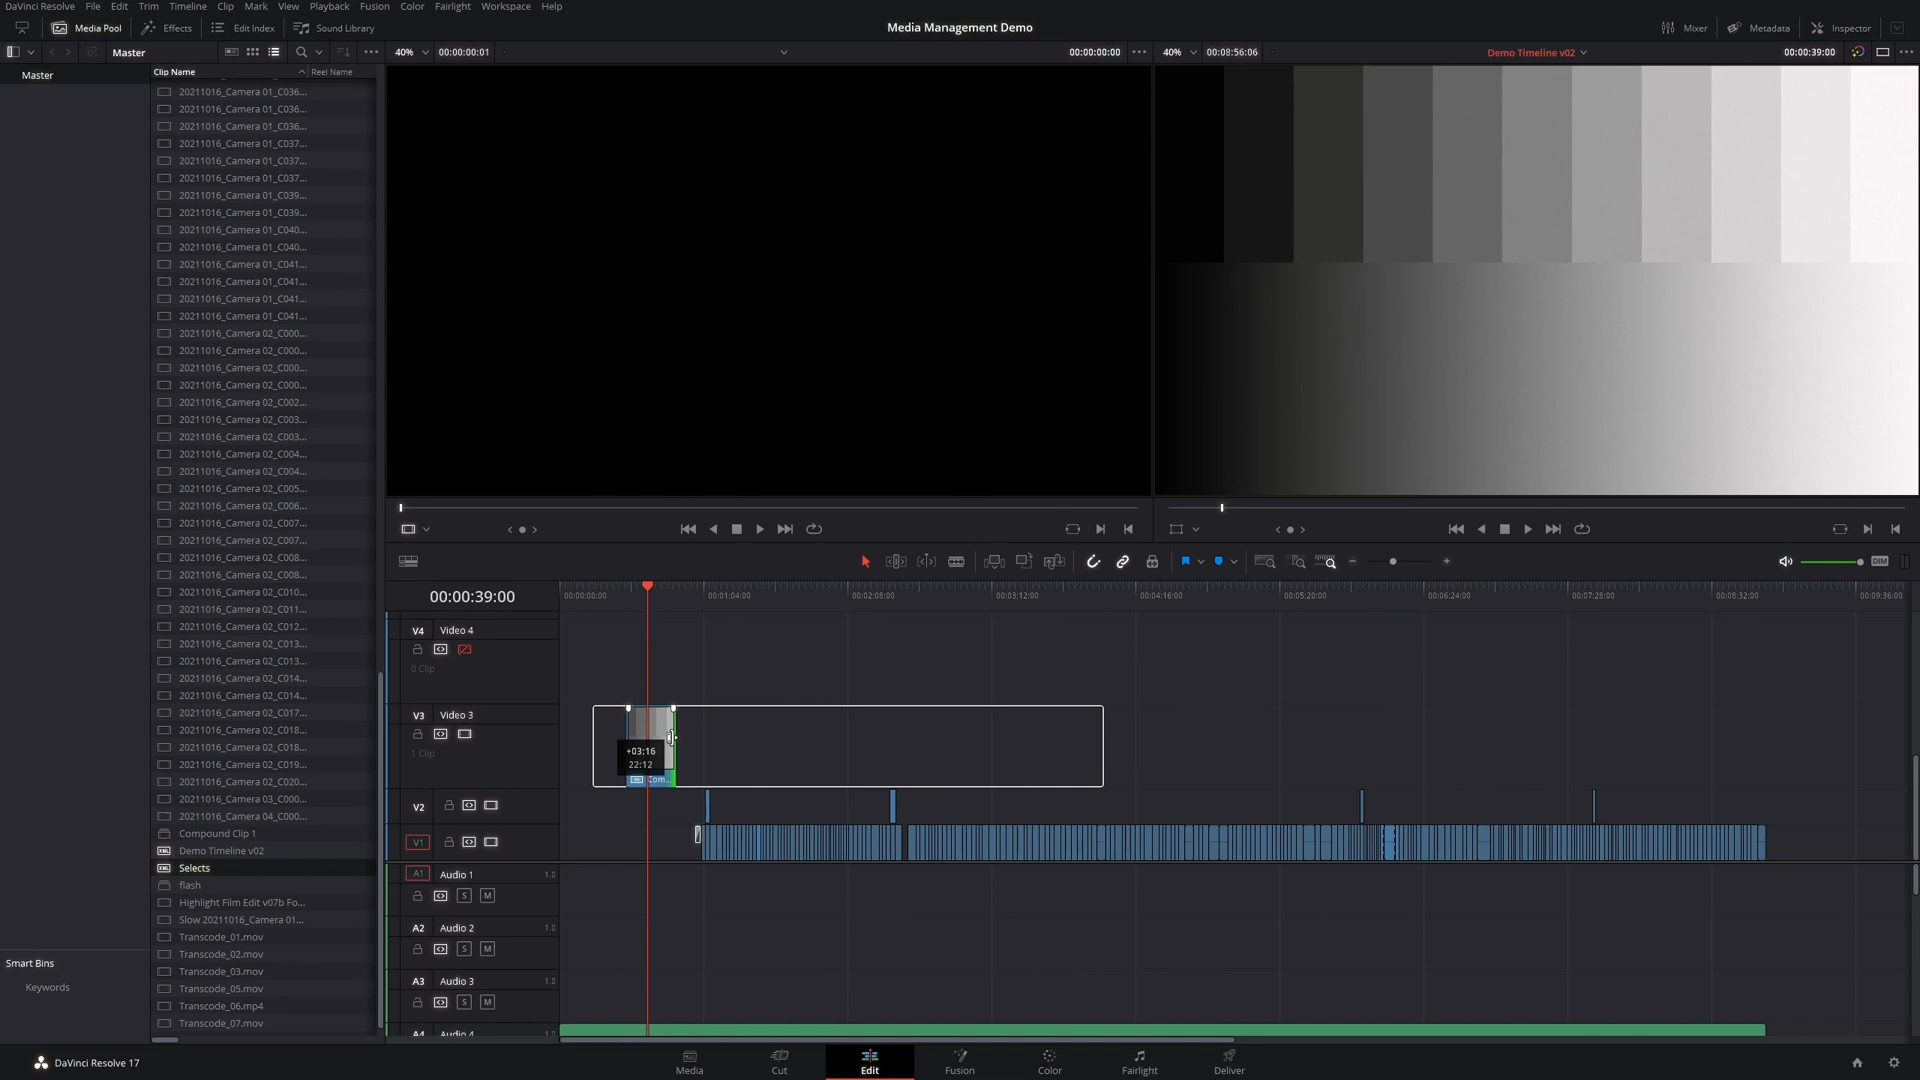 DaVinci Resolve File Edit Trim Timeline Clip Mark View Playback Fusion Color Fairlight Workspace Help
Media Pool Effects Edit Index Sound Library Media Management Demo Mixer Metadata Inspector
Master 40% 00:00:00:01 00:00:00:00 40% 00:08:56:06 Demo Timeline v02 00:00:39:00
Master Clip Name Reel Name
20211016_Camera 01_C036...
20211016_Camera 01_C036...
20211016_Camera 01_C036...
20211016_Camera 01_C037...
20211016_Camera 01_C037...
20211016_Camera 01_C037...
20211016_Camera 01_C039...
20211016_Camera 01_C039...
20211016_Camera 01_C040...
20211016_Camera 01_C040...
20211016_Camera 01_C041...
20211016_Camera 01_C041...
20211016_Camera 01_C041...
20211016_Camera 01_C041...
20211016_Camera 02_C000...
20211016_Camera 02_C000...
20211016_Camera 02_C000...
20211016_Camera 02_C000...
20211016_Camera 02_C002...
20211016_Camera 02_C003...
20211016_Camera 02_C003...
20211016_Camera 02_C004...
20211016_Camera 02_C004...
20211016_Camera 02_C005...
20211016_Camera 02_C006...
20211016_Camera 02_C007...
20211016_Camera 02_C007...
20211016_Camera 02_C008...
20211016_Camera 02_C008...
20211016_Camera 02_C010...
20211016_Camera 02_C011...
20211016_Camera 02_C012...
20211016_Camera 02_C013...
20211016_Camera 02_C013...
20211016_Camera 02_C014...
20211016_Camera 02_C014...
20211016_Camera 02_C017...
20211016_Camera 02_C018...
20211016_Camera 02_C018...
20211016_Camera 02_C019...
20211016_Camera 02_C020...
20211016_Camera 03_C000...
20211016_Camera 04_C000...
Compound Clip 1
Demo Timeline v02
Selects
flash
Highlight Film Edit v07b Fo...
Slow 20211016_Camera 01...
Transcode_01.mov
Transcode_02.mov
Transcode_03.mov
Transcode_05.mov
Transcode_06.mp4
Transcode_07.mov
Smart Bins
Keywords
DIM
00:00:39:00 00:00:00:00 00:01:04:00 00:02:08:00 00:03:12:00 00:04:16:00 00:05:20:00 00:06:24:00 00:07:28:00 00:08:32:00 00:09:36:00
V4 Video 4
0 Clip
V3 Video 3
1 Clip
+03:16
22:12
Com...
V2
V1
A1 Audio 1 1.0
S M
A2 Audio 2 1.0
S M
A3 Audio 3 1.0
S M
A4 Audio 4 1.0
DaVinci Resolve 17 Media Cut Edit Fusion Color Fairlight Deliver